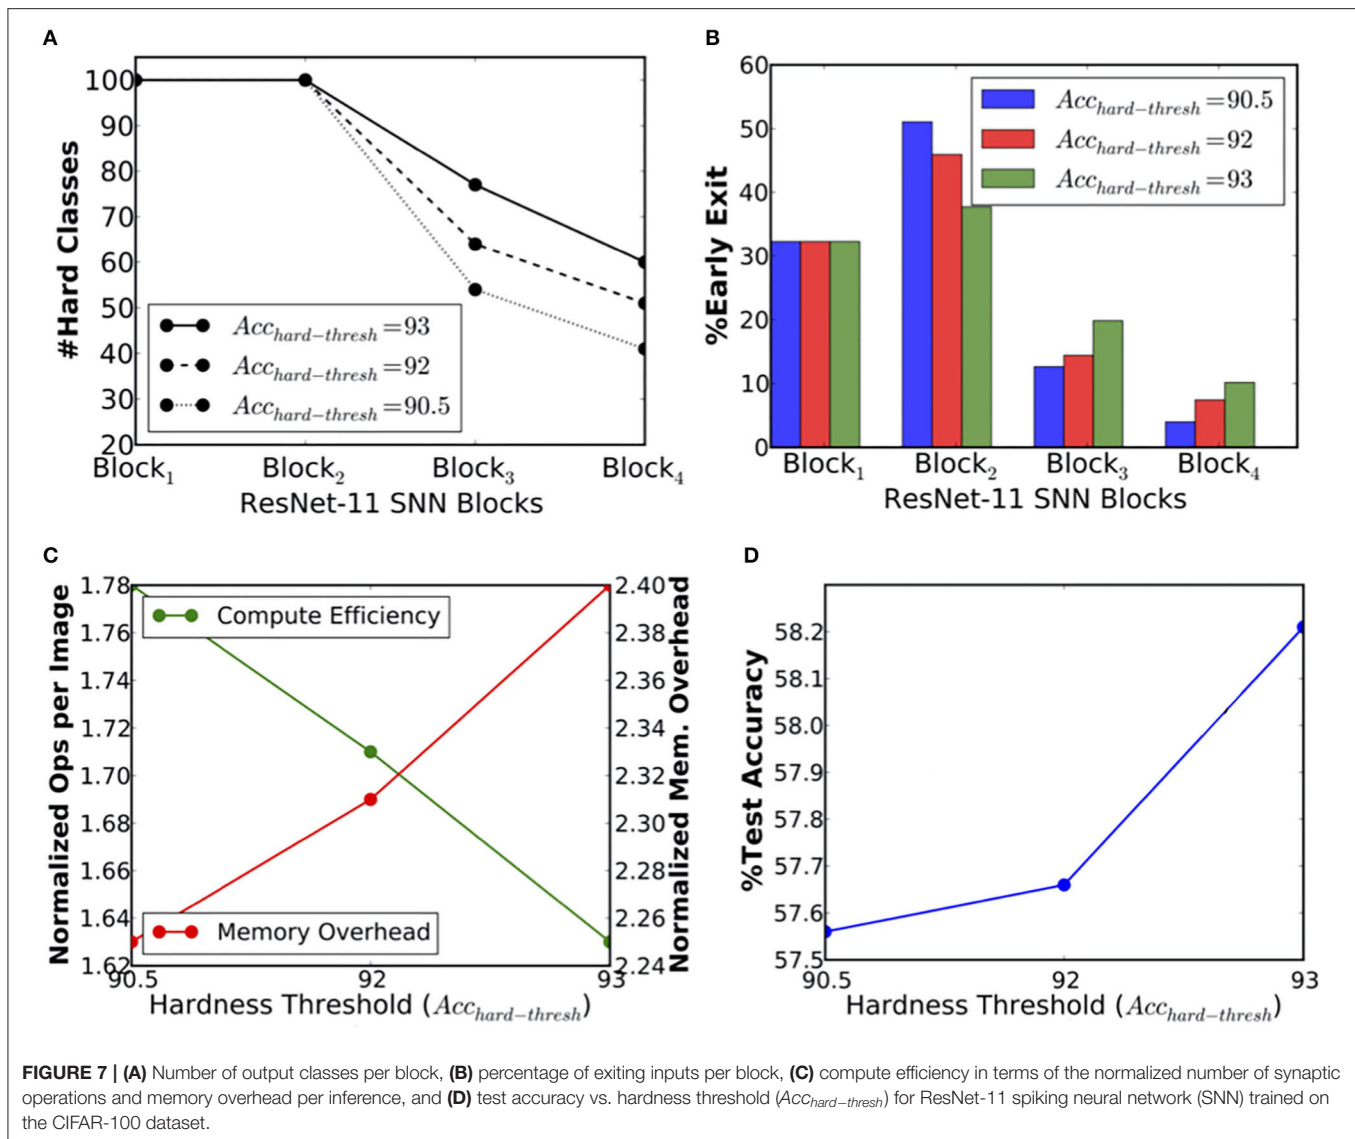 A
#Hard Classes
100
90
80
70
60
50
40
30
20
Acc_hard−thresh=93
Acc_hard−thresh=92
Acc_hard−thresh=90.5
Block₁ Block₂ Block₃ Block₄
ResNet-11 SNN Blocks
B
%Early Exit
60
50
40
30
20
10
0
Acc_hard−thresh=90.5
Acc_hard−thresh=92
Acc_hard−thresh=93
Block₁ Block₂ Block₃ Block₄
ResNet-11 SNN Blocks
C
Normalized Ops per Image
1.78
1.76
1.74
1.72
1.70
1.68
1.66
1.64
1.62
Compute Efficiency
Memory Overhead
2.40
2.38
2.36
2.34
2.32
2.30
2.28
2.26
2.24
Normalized Mem. Overhead
90.5 92 93
Hardness Threshold (Acc_hard−thresh)
D
%Test Accuracy
58.2
58.1
58.0
57.9
57.8
57.7
57.6
57.5
90.5 92 93
Hardness Threshold (Acc_hard−thresh)
FIGURE 7 | (A) Number of output classes per block, (B) percentage of exiting inputs per block, (C) compute efficiency in terms of the normalized number of synaptic
operations and memory overhead per inference, and (D) test accuracy vs. hardness threshold (Acc_hard−thresh) for ResNet-11 spiking neural network (SNN) trained on
the CIFAR-100 dataset.